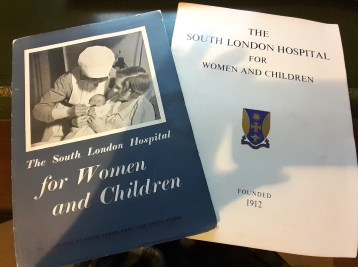 The South London Hospital
for Women
and Children
THE
SOUTH LONDON HOSPITAL
FOR
WOMEN AND CHILDREN
FOUNDED
1912